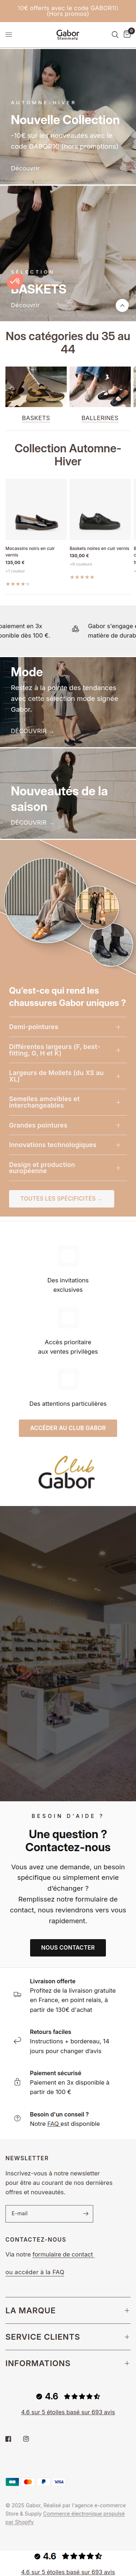 10€ offerts avec le code GABOR10
(Hors promos)
Gabor
Steinmetz
0
AUTOMNE-HIVER
Nouvelle Collection
-10€ sur les nouveautés avec le
code GABOR10 (hors promotions)
Découvrir
SÉLECTION
BASKETS
Découvrir
Nos catégories du 35 au
44
BASKETS
BALLERINES
Collection Automne-
Hiver
Mocassins noirs en cuir
vernis
135,00 €
+1 couleur
Baskets noires en cuir vernis
130,00 €
+8 couleurs
paiement en 3x
ponible dès 100 €.
Gabor s'engage
matière de durab
Mode
Restez à la pointe des tendances
avec cette sélection mode signée
Gabor.
DÉCOUVRIR →
Nouveautés de la
saison
DÉCOUVRIR →
Qu'est-ce qui rend les
chaussures Gabor uniques ?
Demi-pointures
Différentes largeurs (F, best-
fitting, G, H et K)
Largeurs de Mollets (du XS au
XL)
Semelles amovibles et
interchangeables
Innovations technologiques
Design et production
européenne
Grandes pointures
TOUTES LES SPÉCIFICITÉS →
Des invitations
exclusives
Accès prioritaire
aux ventes privilèges
Des attentions particulières
ACCÉDER AU CLUB GABOR
Club
GABOR
BESOIN D'AIDE ?
Une question ?
Contactez-nous
Vous avez une demande, un besoin
spécifique ou simplement envie
d'échanger ?
Remplissez notre formulaire de
contact, nous reviendrons vers vous
rapidement.
NOUS CONTACTER
Livraison offerte
Profitez de la livraison gratuite
en France, en point relais, à
partir de 130€ d'achat
Retours faciles
Instructions + bordereau, 14
jours pour changer d'avis
Paiement sécurisé
Paiement en 3x disponible à
partir de 100 €
Besoin d'un conseil ?
Notre FAQ est disponible
NEWSLETTER
Inscrivez-vous à notre newsletter
pour être au courant de nos dernières
offres et nouveautés.
E-mail
CONTACTEZ-NOUS
Via notre formulaire de contact
ou accéder à la FAQ
LA MARQUE
SERVICE CLIENTS
INFORMATIONS
4.6
4.6 sur 5 étoiles basé sur 693 avis
VISA
© 2025 Gabor, Réalisé par l'agence e-commerce
Store & Supply Commerce électronique propulsé
par Shopify
4.6
4.6 sur 5 étoiles basé sur 693 avis